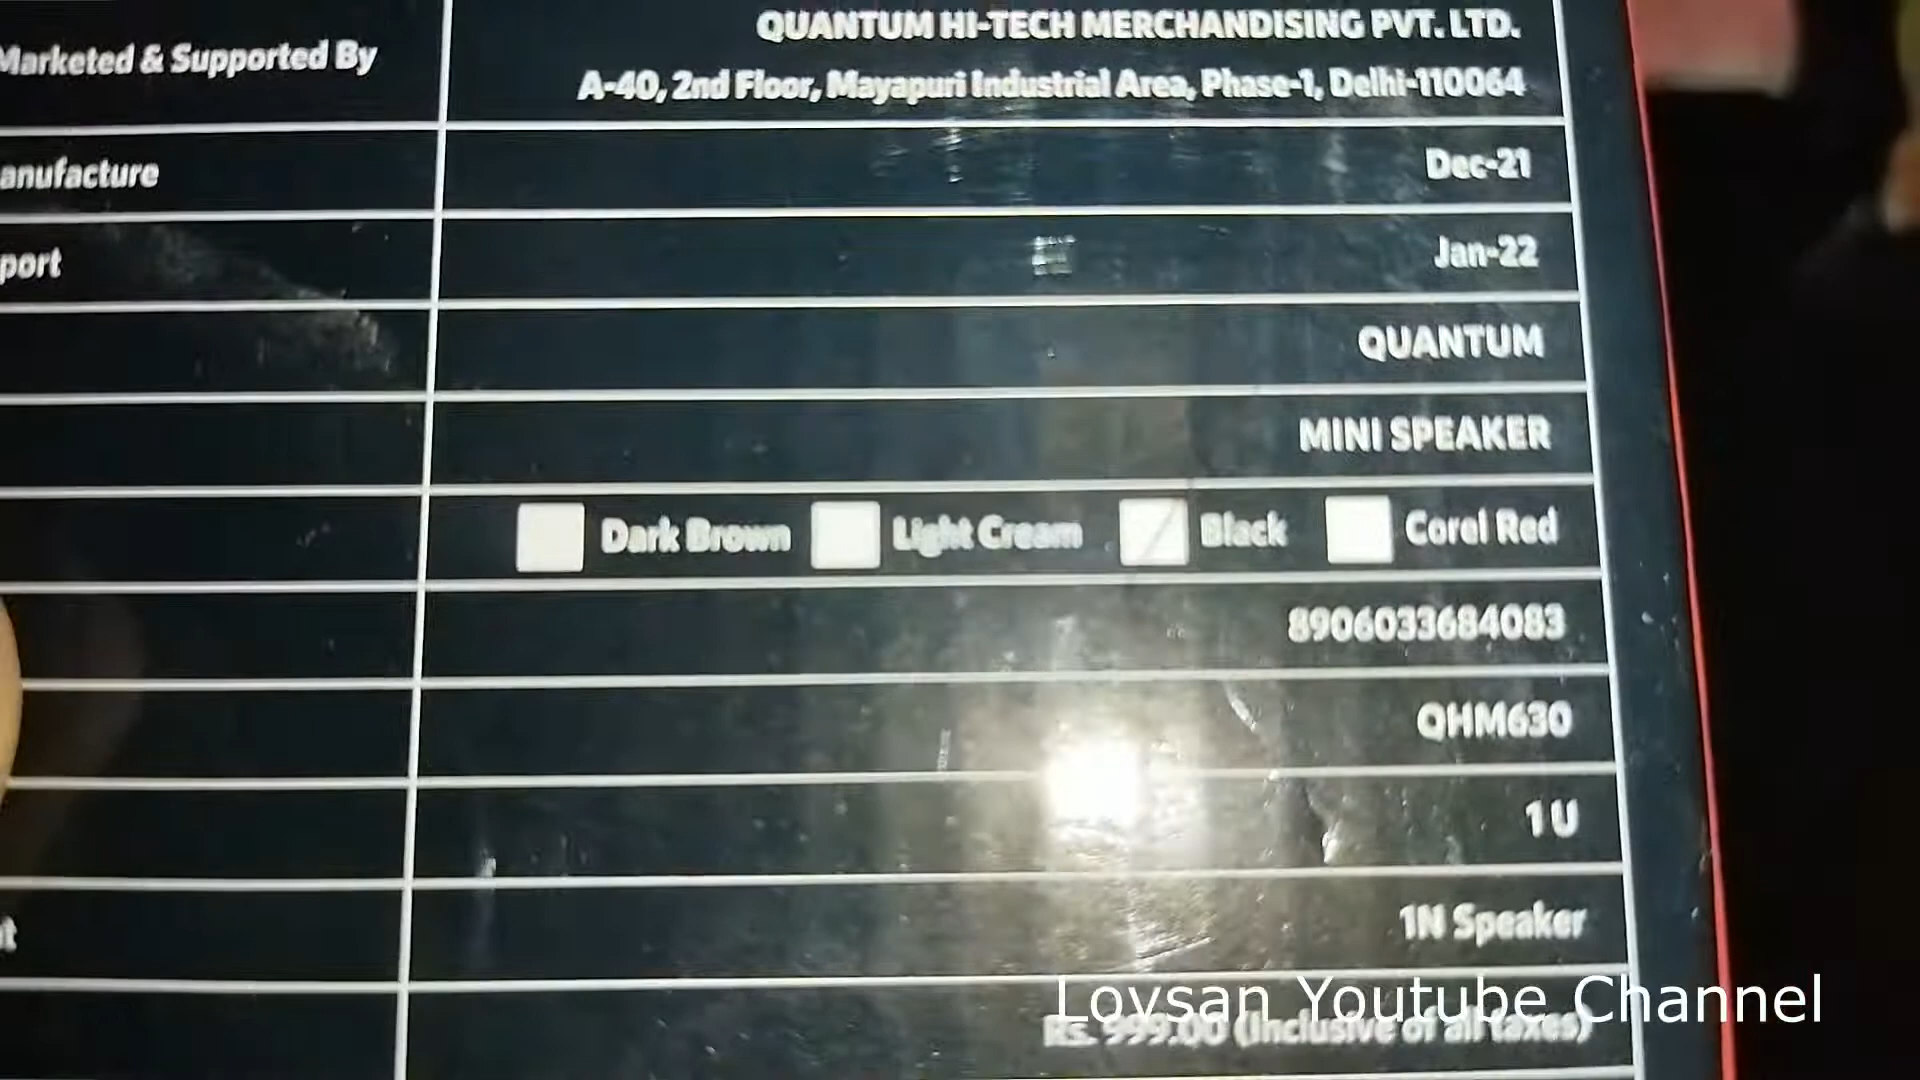 Marketed & Supported By
QUANTUM HI-TECH MERCHANDISING PVT. LTD.
A-40, 2nd Floor, Mayapuri Industrial Area, Phase-1, Delhi-110064
anufacture
Dec-21
port
Jan-22
QUANTUM
MINI SPEAKER
Dark Brown Light Cream Black Corel Red
8906033684083
QHM630
1 U
t
1N Speaker
Rs. 999.00 (Inclusive of all taxes)
Lovsan Youtube Channel